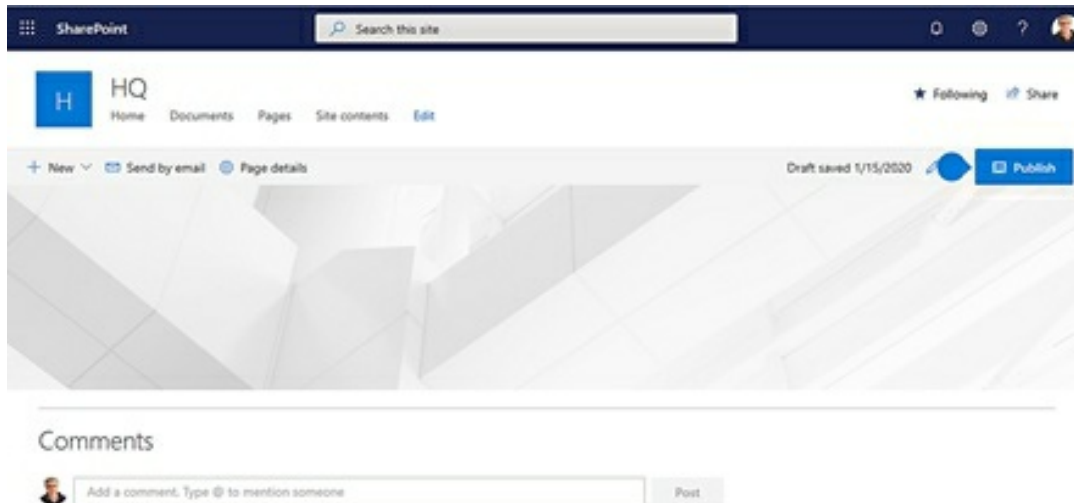 SharePoint Search this site ?
HQ
H
Following Share
Home Documents Pages Site contents Edit
New Send by email Page details Draft saved 1/15/2020 Publish
Comments
Add a comment. Type @ to mention someone Post